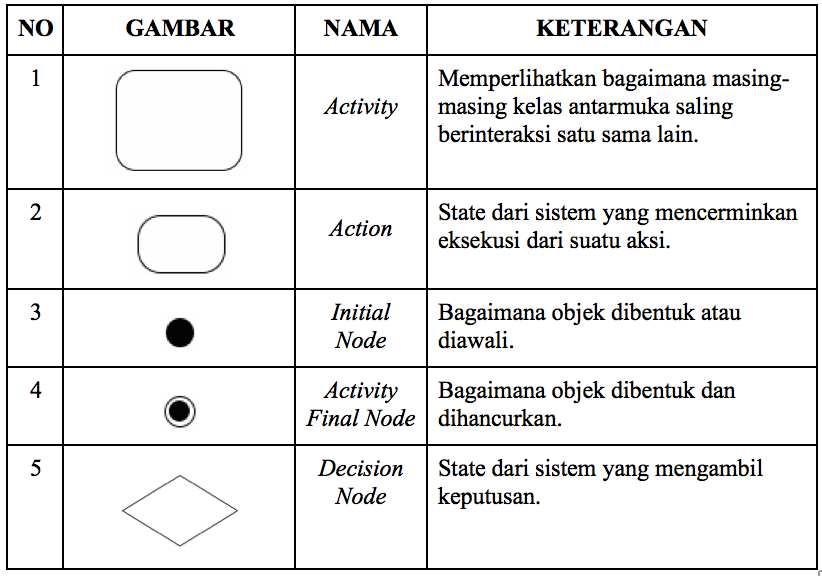 NO GAMBAR NAMA KETERANGAN
1
Activity
Memperlihatkan bagaimana masing-
masing kelas antarmuka saling
berinteraksi satu sama lain.
2
Action
State dari sistem yang mencerminkan
eksekusi dari suatu aksi.
3
Initial
Node
Bagaimana objek dibentuk atau
diawali.
4
Activity
Final Node
Bagaimana objek dibentuk dan
dihancurkan.
5
Decision
Node
State dari sistem yang mengambil
keputusan.